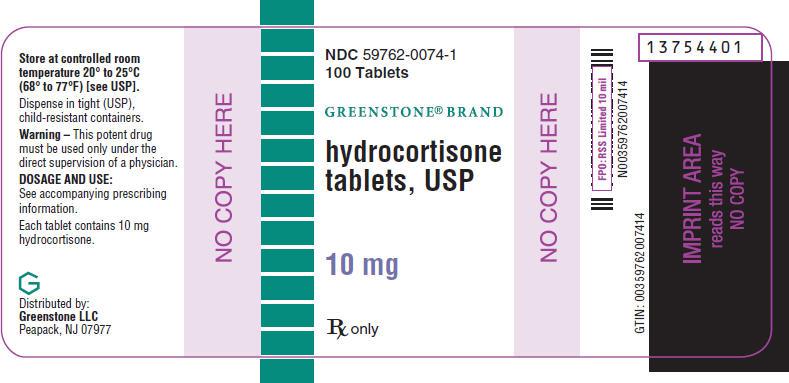 Store at controlled room
temperature 20° to 25°C
(68° to 77°F) [see USP].
Dispense in tight (USP),
child-resistant containers.
Warning – This potent drug
must be used only under the
direct supervision of a physician.
DOSAGE AND USE:
See accompanying prescribing
information.
Each tablet contains 10 mg
hydrocortisone.
G
Distributed by:
Greenstone LLC
Peapack, NJ 07977
NO COPY HERE
NDC 59762-0074-1
100 Tablets
GREENSTONE® BRAND
hydrocortisone
tablets, USP
10 mg
℞ only
NO COPY HERE
FPO: RSS Limited 10 mil
N00359762007414
GTIN: 00359762007414
13754401
IMPRINT AREA
reads this way
NO COPY